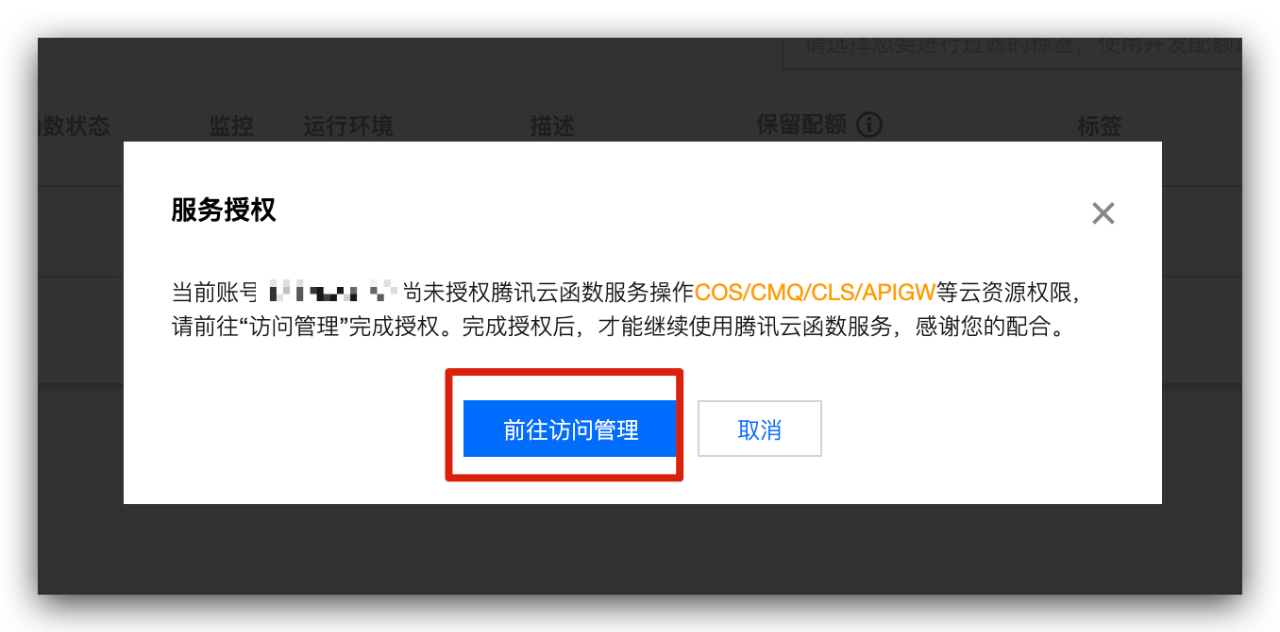 请选择您要进行过滤的标签，使用并发配额
数状态 监控 运行环境 描述 保留配额 标签
服务授权
当前账号 尚未授权腾讯云函数服务操作COS/CMQ/CLS/APIGW等云资源权限，
请前往“访问管理”完成授权。完成授权后，才能继续使用腾讯云函数服务，感谢您的配合。
前往访问管理 取消